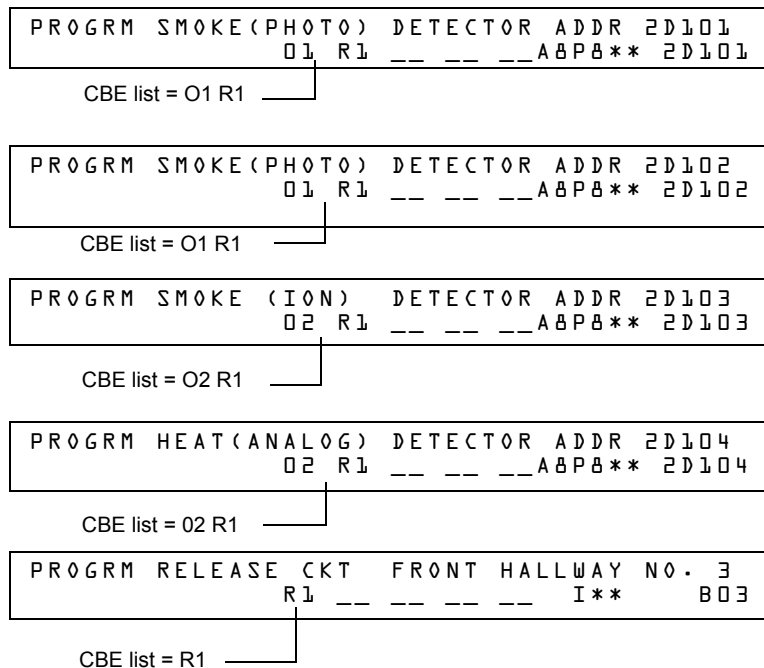 PROGRM SMOKE(PHOTO) DETECTOR ADDR 2D101
01 R1 __ __ __A8P8** 2D101
CBE list = O1 R1
PROGRM SMOKE(PHOTO) DETECTOR ADDR 2D102
01 R1 __ __ __A8P8** 2D102
CBE list = O1 R1
PROGRM SMOKE (ION) DETECTOR ADDR 2D103
02 R1 __ __ __A8P8** 2D103
CBE list = O2 R1
PROGRM HEAT(ANALOG) DETECTOR ADDR 2D104
02 R1 __ __ __A8P8** 2D104
CBE list = 02 R1
PROGRM RELEASE CKT FRONT HALLWAY NO. 3
R1 __ __ __ __ I** B03
CBE list = R1